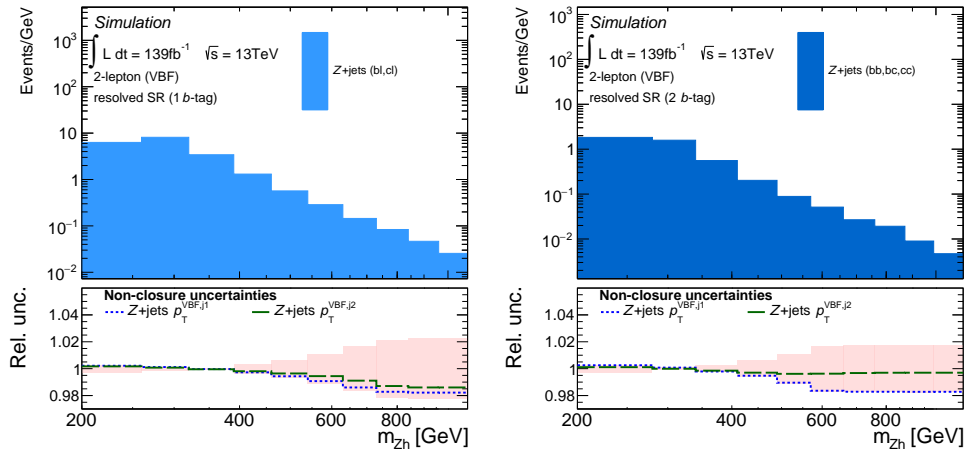 Simulation
∫ L dt = 139fb⁻¹ √s = 13TeV
2-lepton (VBF)
resolved SR (1 b-tag)
Z+jets (bl,cl)
Events/GeV
10³
10²
10
1
10⁻¹
10⁻²
Non-closure uncertainties
Z+jets p_T^VBF,j1 Z+jets p_T^VBF,j2
Rel. unc.
1.06
1.04
1.02
1
0.98
200 400 600 800
m_Zh [GeV]
Simulation
∫ L dt = 139fb⁻¹ √s = 13TeV
2-lepton (VBF)
resolved SR (2 b-tag)
Z+jets (bb,bc,cc)
Events/GeV
10³
10²
10
1
10⁻¹
10⁻²
Non-closure uncertainties
Z+jets p_T^VBF,j1 Z+jets p_T^VBF,j2
Rel. unc.
1.06
1.04
1.02
1
0.98
200 400 600 800
m_Zh [GeV]